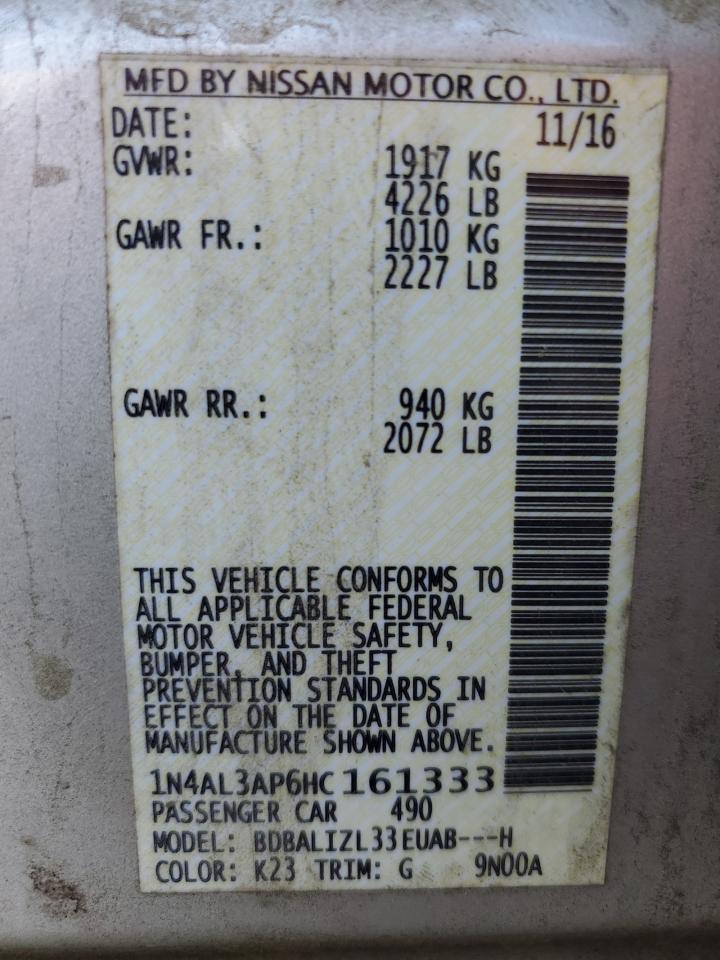 MFD BY NISSAN MOTOR CO., LTD.
DATE: 11/16
GVWR: 1917 KG
4226 LB
GAWR FR.: 1010 KG
2227 LB
GAWR RR.: 940 KG
2072 LB
THIS VEHICLE CONFORMS TO
ALL APPLICABLE FEDERAL
MOTOR VEHICLE SAFETY,
BUMPER, AND THEFT
PREVENTION STANDARDS IN
EFFECT ON THE DATE OF
MANUFACTURE SHOWN ABOVE.
1N4AL3AP6HC161333
PASSENGER CAR 490
MODEL: BDBALIZL33EUAB---H
COLOR: K23 TRIM: G 9N00A